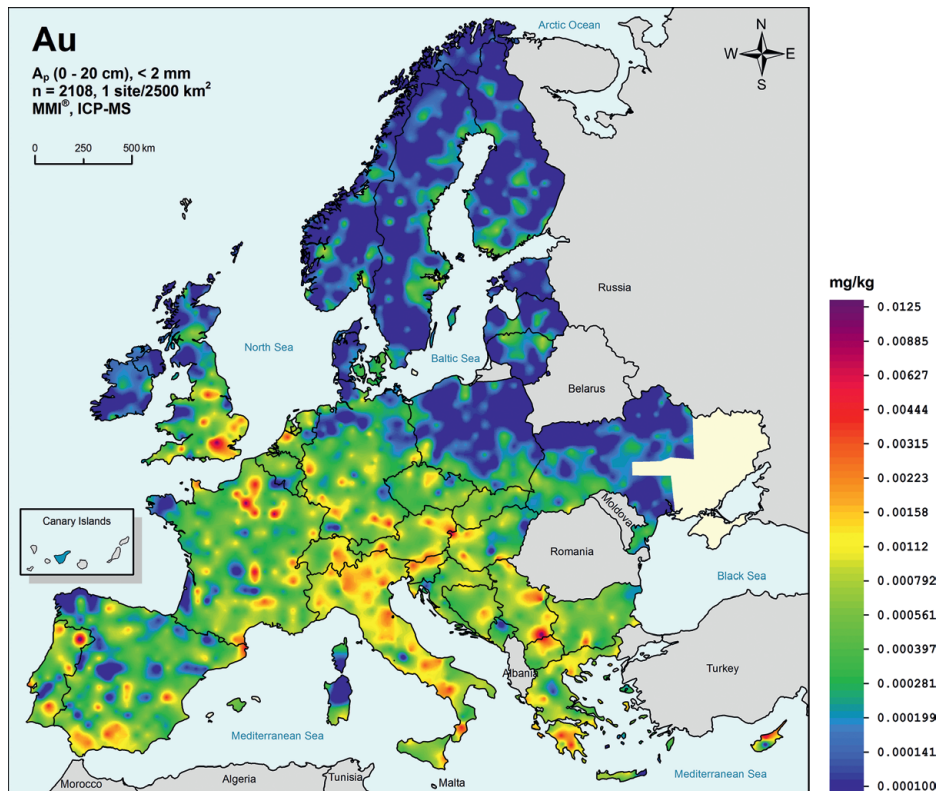 Au
Aₚ (0 - 20 cm), < 2 mm
n = 2108, 1 site/2500 km²
MMI®, ICP-MS
0 250 500 km
Arctic Ocean
N
W E
S
Russia
North Sea
Baltic Sea
Belarus
Moldova
Canary Islands
Romania
Black Sea
Albania
Turkey
Mediterranean Sea
Mediterranean Sea
Morocco
Algeria
Tunisia
Malta
mg/kg
0.0125
0.00885
0.00627
0.00444
0.00315
0.00223
0.00158
0.00112
0.000792
0.000561
0.000397
0.000281
0.000199
0.000141
0.000100